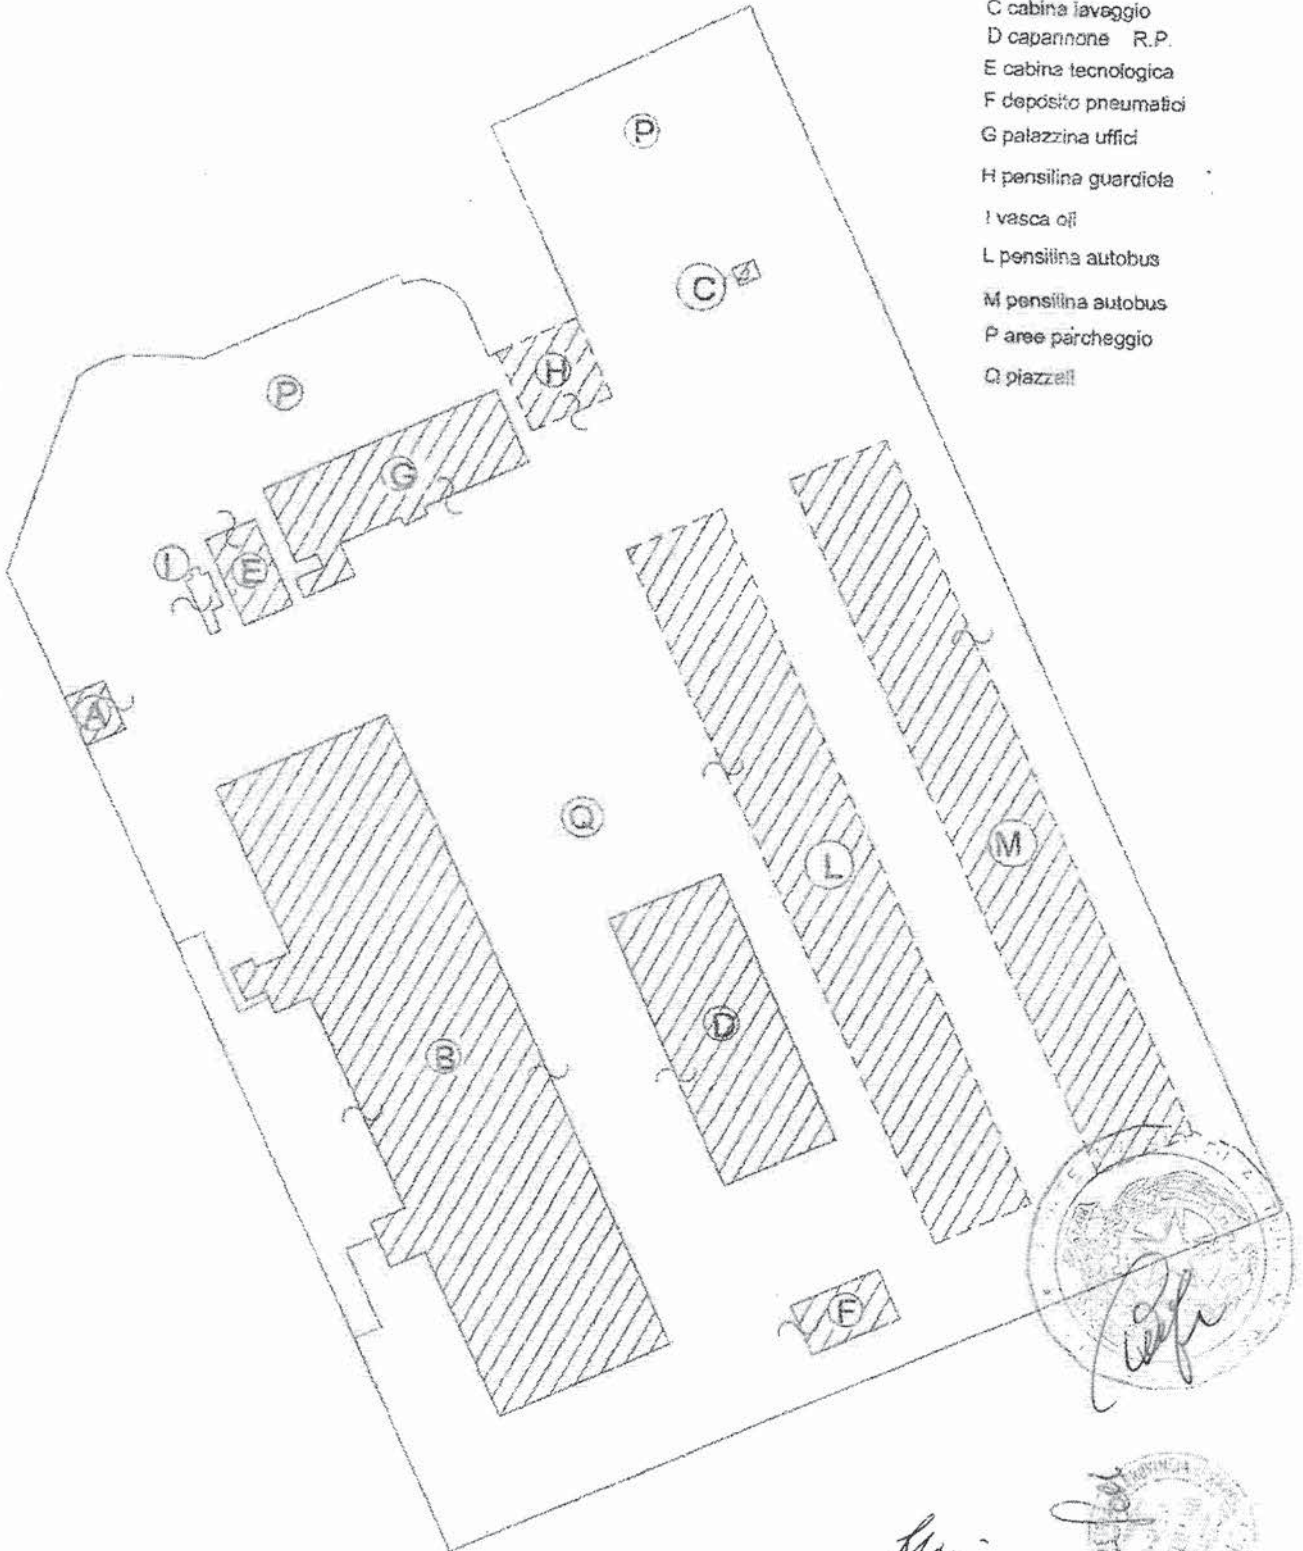 C cabina lavaggio
D capannone R.P.
E cabina tecnologica
F deposito pneumatici
G palazzina uffici
H pensilina guardiola
I vasca oli
L pensilina autobus
M pensilina autobus
P aree parcheggio
Q piazzali
P
C
H
P
G
I
E
A
Q
L
M
D
B
F
PROVINCIA